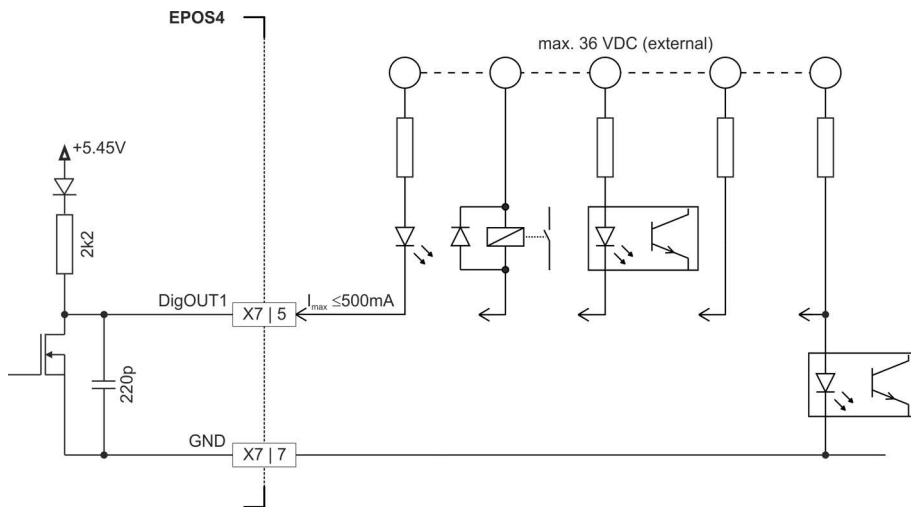 EPOS4
max. 36 VDC (external)
+5.45V
2k2
DigOUT1
X7 | 5
Imax ≤500mA
220p
GND
X7 | 7